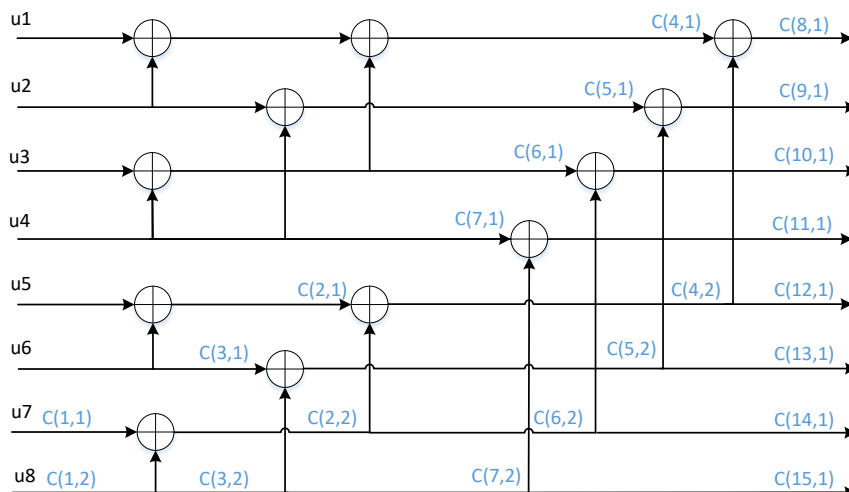 u1 C(4,1) C(8,1)
u2 C(5,1) C(9,1)
u3 C(6,1) C(10,1)
u4 C(7,1) C(11,1)
u5 C(2,1) C(4,2) C(12,1)
u6 C(3,1) C(5,2) C(13,1)
u7 C(1,1) C(2,2) C(6,2) C(14,1)
u8 C(1,2) C(3,2) C(7,2) C(15,1)